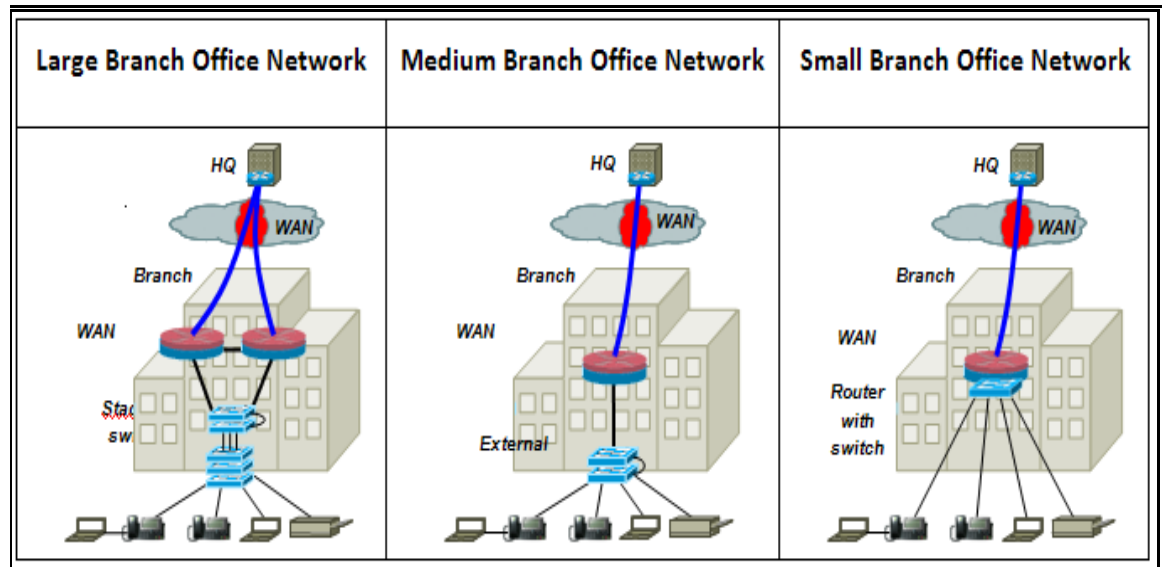 Large Branch Office Network
Medium Branch Office Network
Small Branch Office Network
HQ
WAN
Branch
WAN
HQ
WAN
Branch
WAN
External
HQ
WAN
Branch
WAN
Router
with
switch